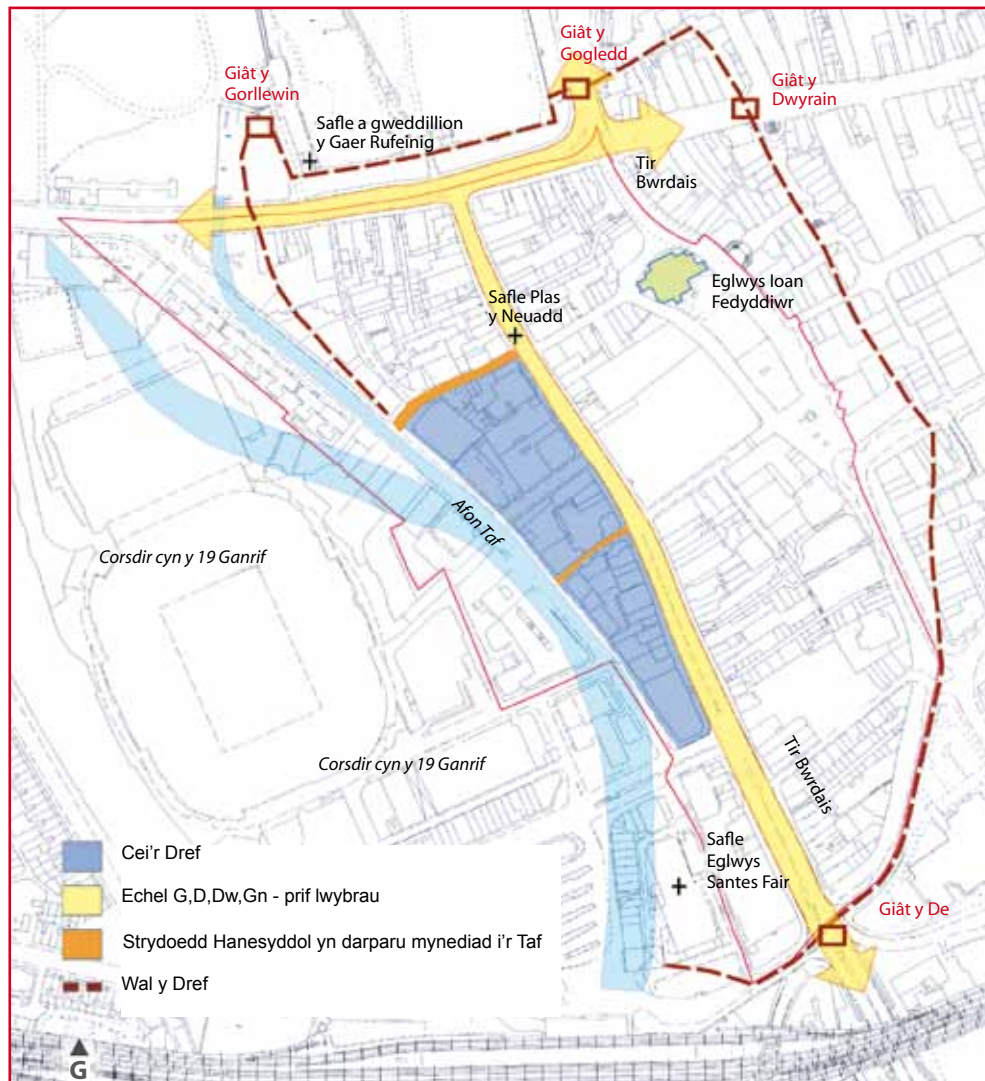 Giât y
Gogledd
Giât y
Gorllewin
Giât y
Dwyrain
Safle a gweddillion
y Gaer Rufeinig
Tir
Bwrdais
Eglwys Ioan
Fedyddiwr
Safle Plas
y Neuadd
Afon Taf
Corsdir cyn y 19 Ganrif
Corsdir cyn y 19 Ganrif
Tir Bwrdais
Safle
Eglwys
Santes Fair
Giât y De
Cei'r Dref
Echel G,D,Dw,Gn - prif lwybrau
Strydoedd Hanesyddol yn darparu mynediad i'r Taf
Wal y Dref
G